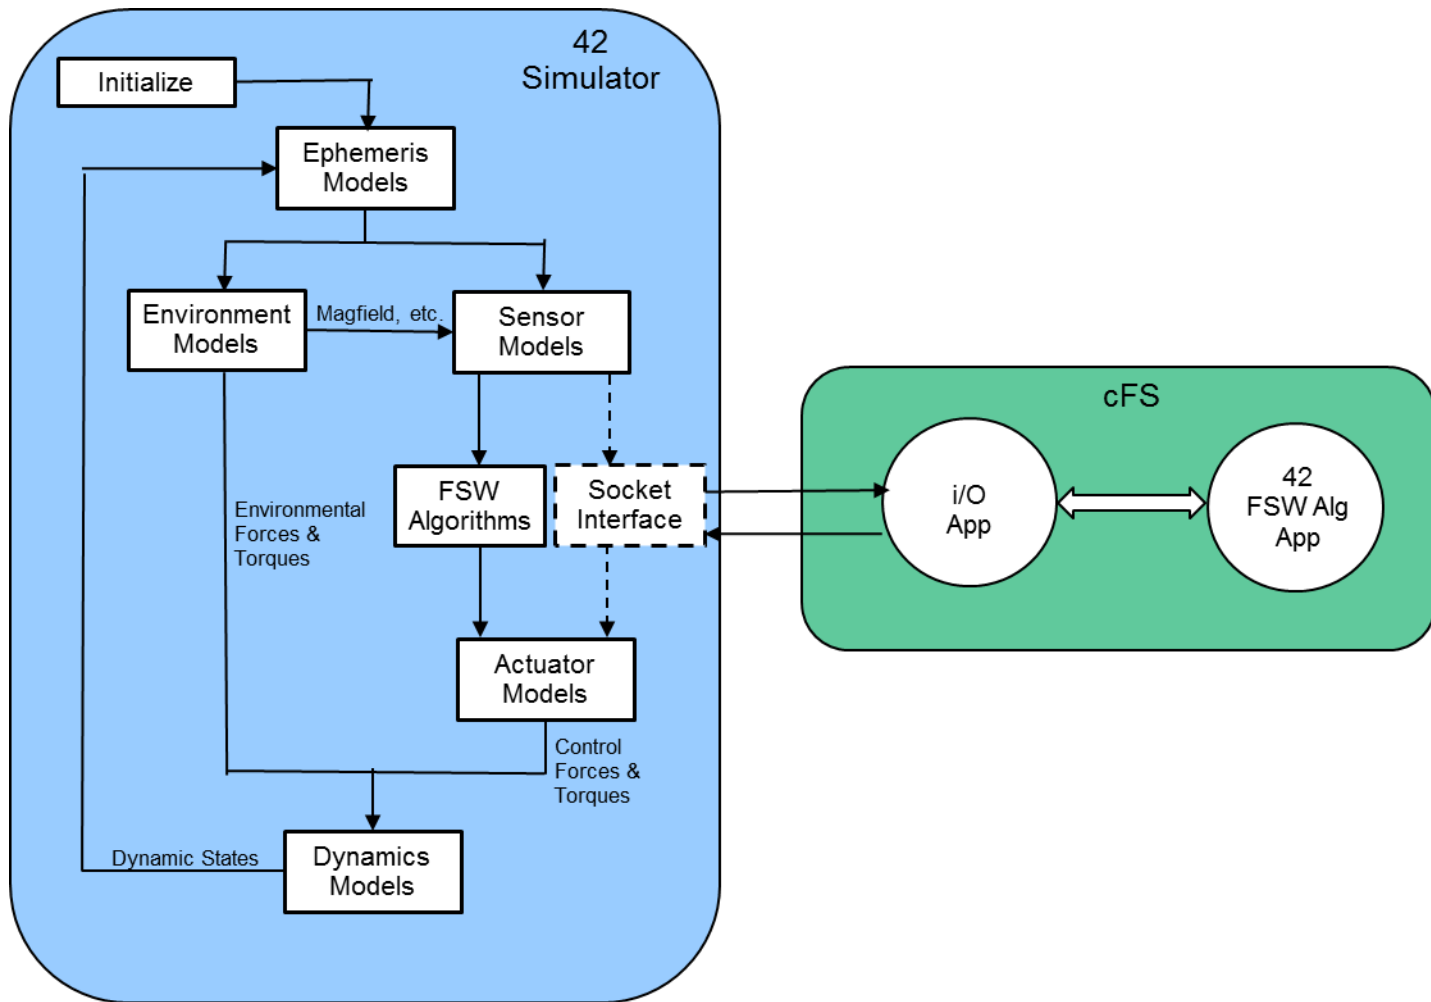 42
Simulator
Initialize
Ephemeris
Models
Environment
Models
Magfield, etc.
Sensor
Models
cFS
FSW
Algorithms
Socket
Interface
i/O
App
42
FSW Alg
App
Environmental
Forces &
Torques
Actuator
Models
Control
Forces &
Torques
Dynamic States
Dynamics
Models